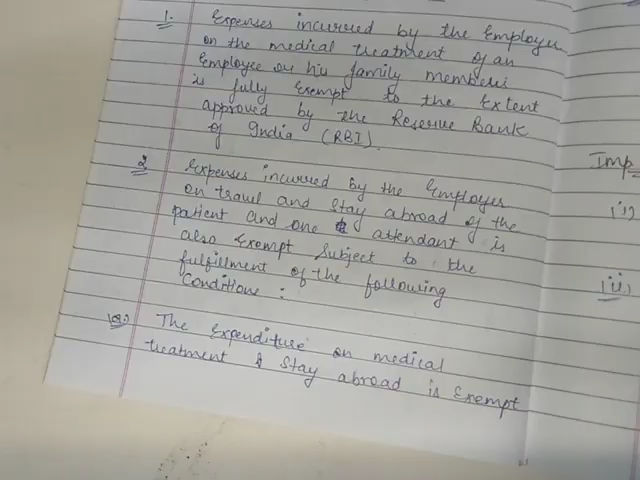 1. Expenses incurred by the Employer
on the medical treatment of an
Employee or his family members
is fully Exempt to the Extent
approved by the Reserve Bank
of India (RBI).
2 Expenses incurred by the Employer
on travel and stay abroad of the
patient and one attendant is
also Exempt subject to the
fulfillment of the following
Conditions :
(a) The Expenditure on medical
treatment & stay abroad is Exempt
Imp
(i)
(ii)